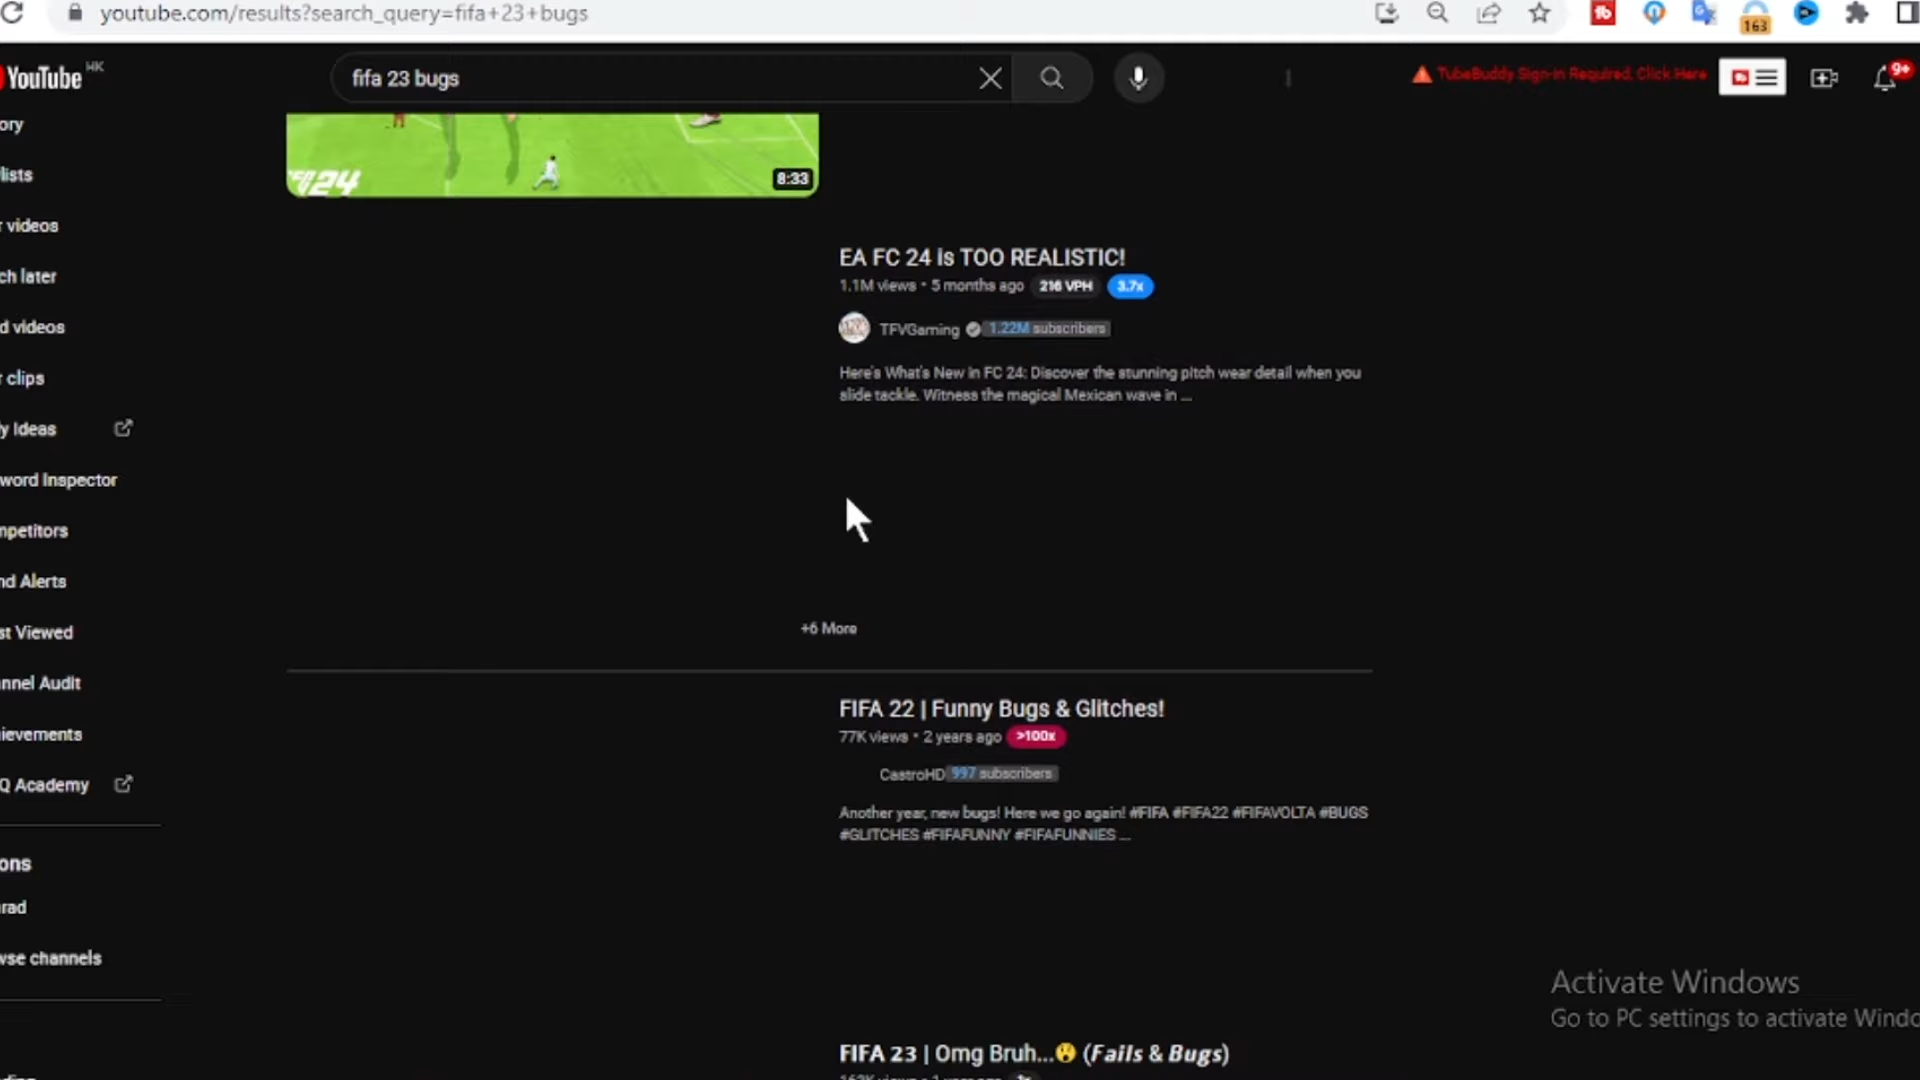 youtube.com/results?search_query=fifa+23+bugs
163
YouTube HK
fifa 23 bugs
TubeBuddy Sign-in Required. Click Here
9+
ory
lists
r videos
ch later
d videos
r clips
y Ideas
word Inspector
mpetitors
nd Alerts
st Viewed
nnel Audit
ievements
Q Academy
ons
rad
wse channels
24
8:33
EA FC 24 is TOO REALISTIC!
1.1M views • 5 months ago 216 VPH 3.7x
TFVGaming 1.22M subscribers
Here's What's New in FC 24: Discover the stunning pitch wear detail when you
slide tackle. Witness the magical Mexican wave in ...
+6 More
FIFA 22 | Funny Bugs & Glitches!
77K views • 2 years ago >100x
CastroHD 997 subscribers
Another year, new bugs! Here we go again! #FIFA #FIFA22 #FIFAVOLTA #BUGS
#GLITCHES #FIFAFUNNY #FIFAFUNNIES ...
FIFA 23 | Omg Bruh...😲 (Fails & Bugs)
Activate Windows
Go to PC settings to activate Windo